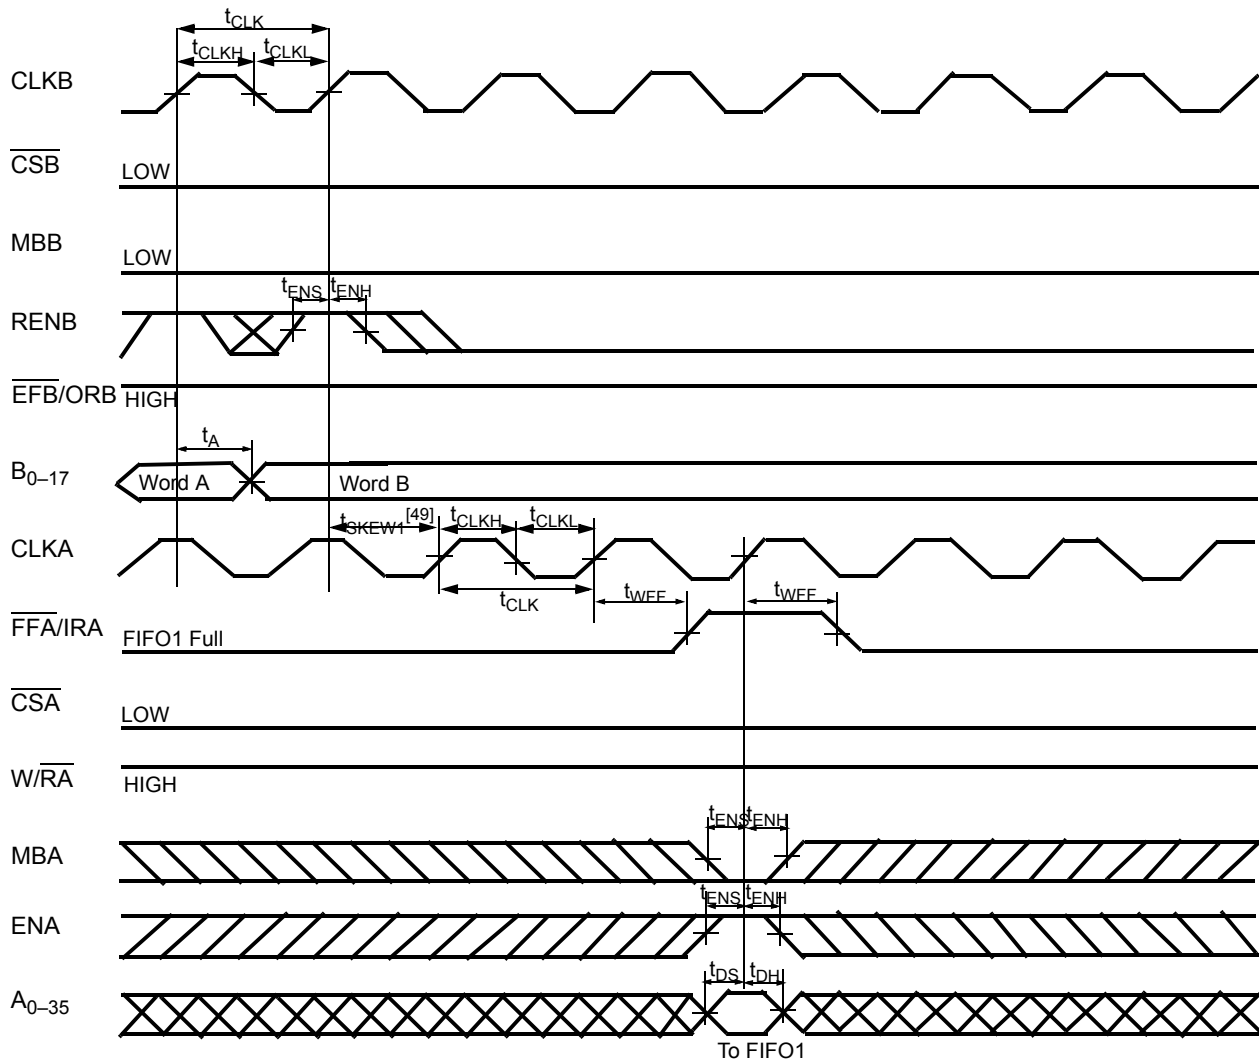 tCLK
tCLKH tCLKL
CLKB
CSB
LOW
MBB
LOW
tENS tENH
RENB
EFB/ORB HIGH
tA
B0–17
Word A Word B
tSKEW1[49] tCLKH tCLKL
CLKA
tCLK tWFF tWFF
FFA/IRA
FIFO1 Full
CSA
LOW
W/RA
HIGH
tENS tENH
MBA
tENS tENH
ENA
tDS tDH
A0–35
To FIFO1